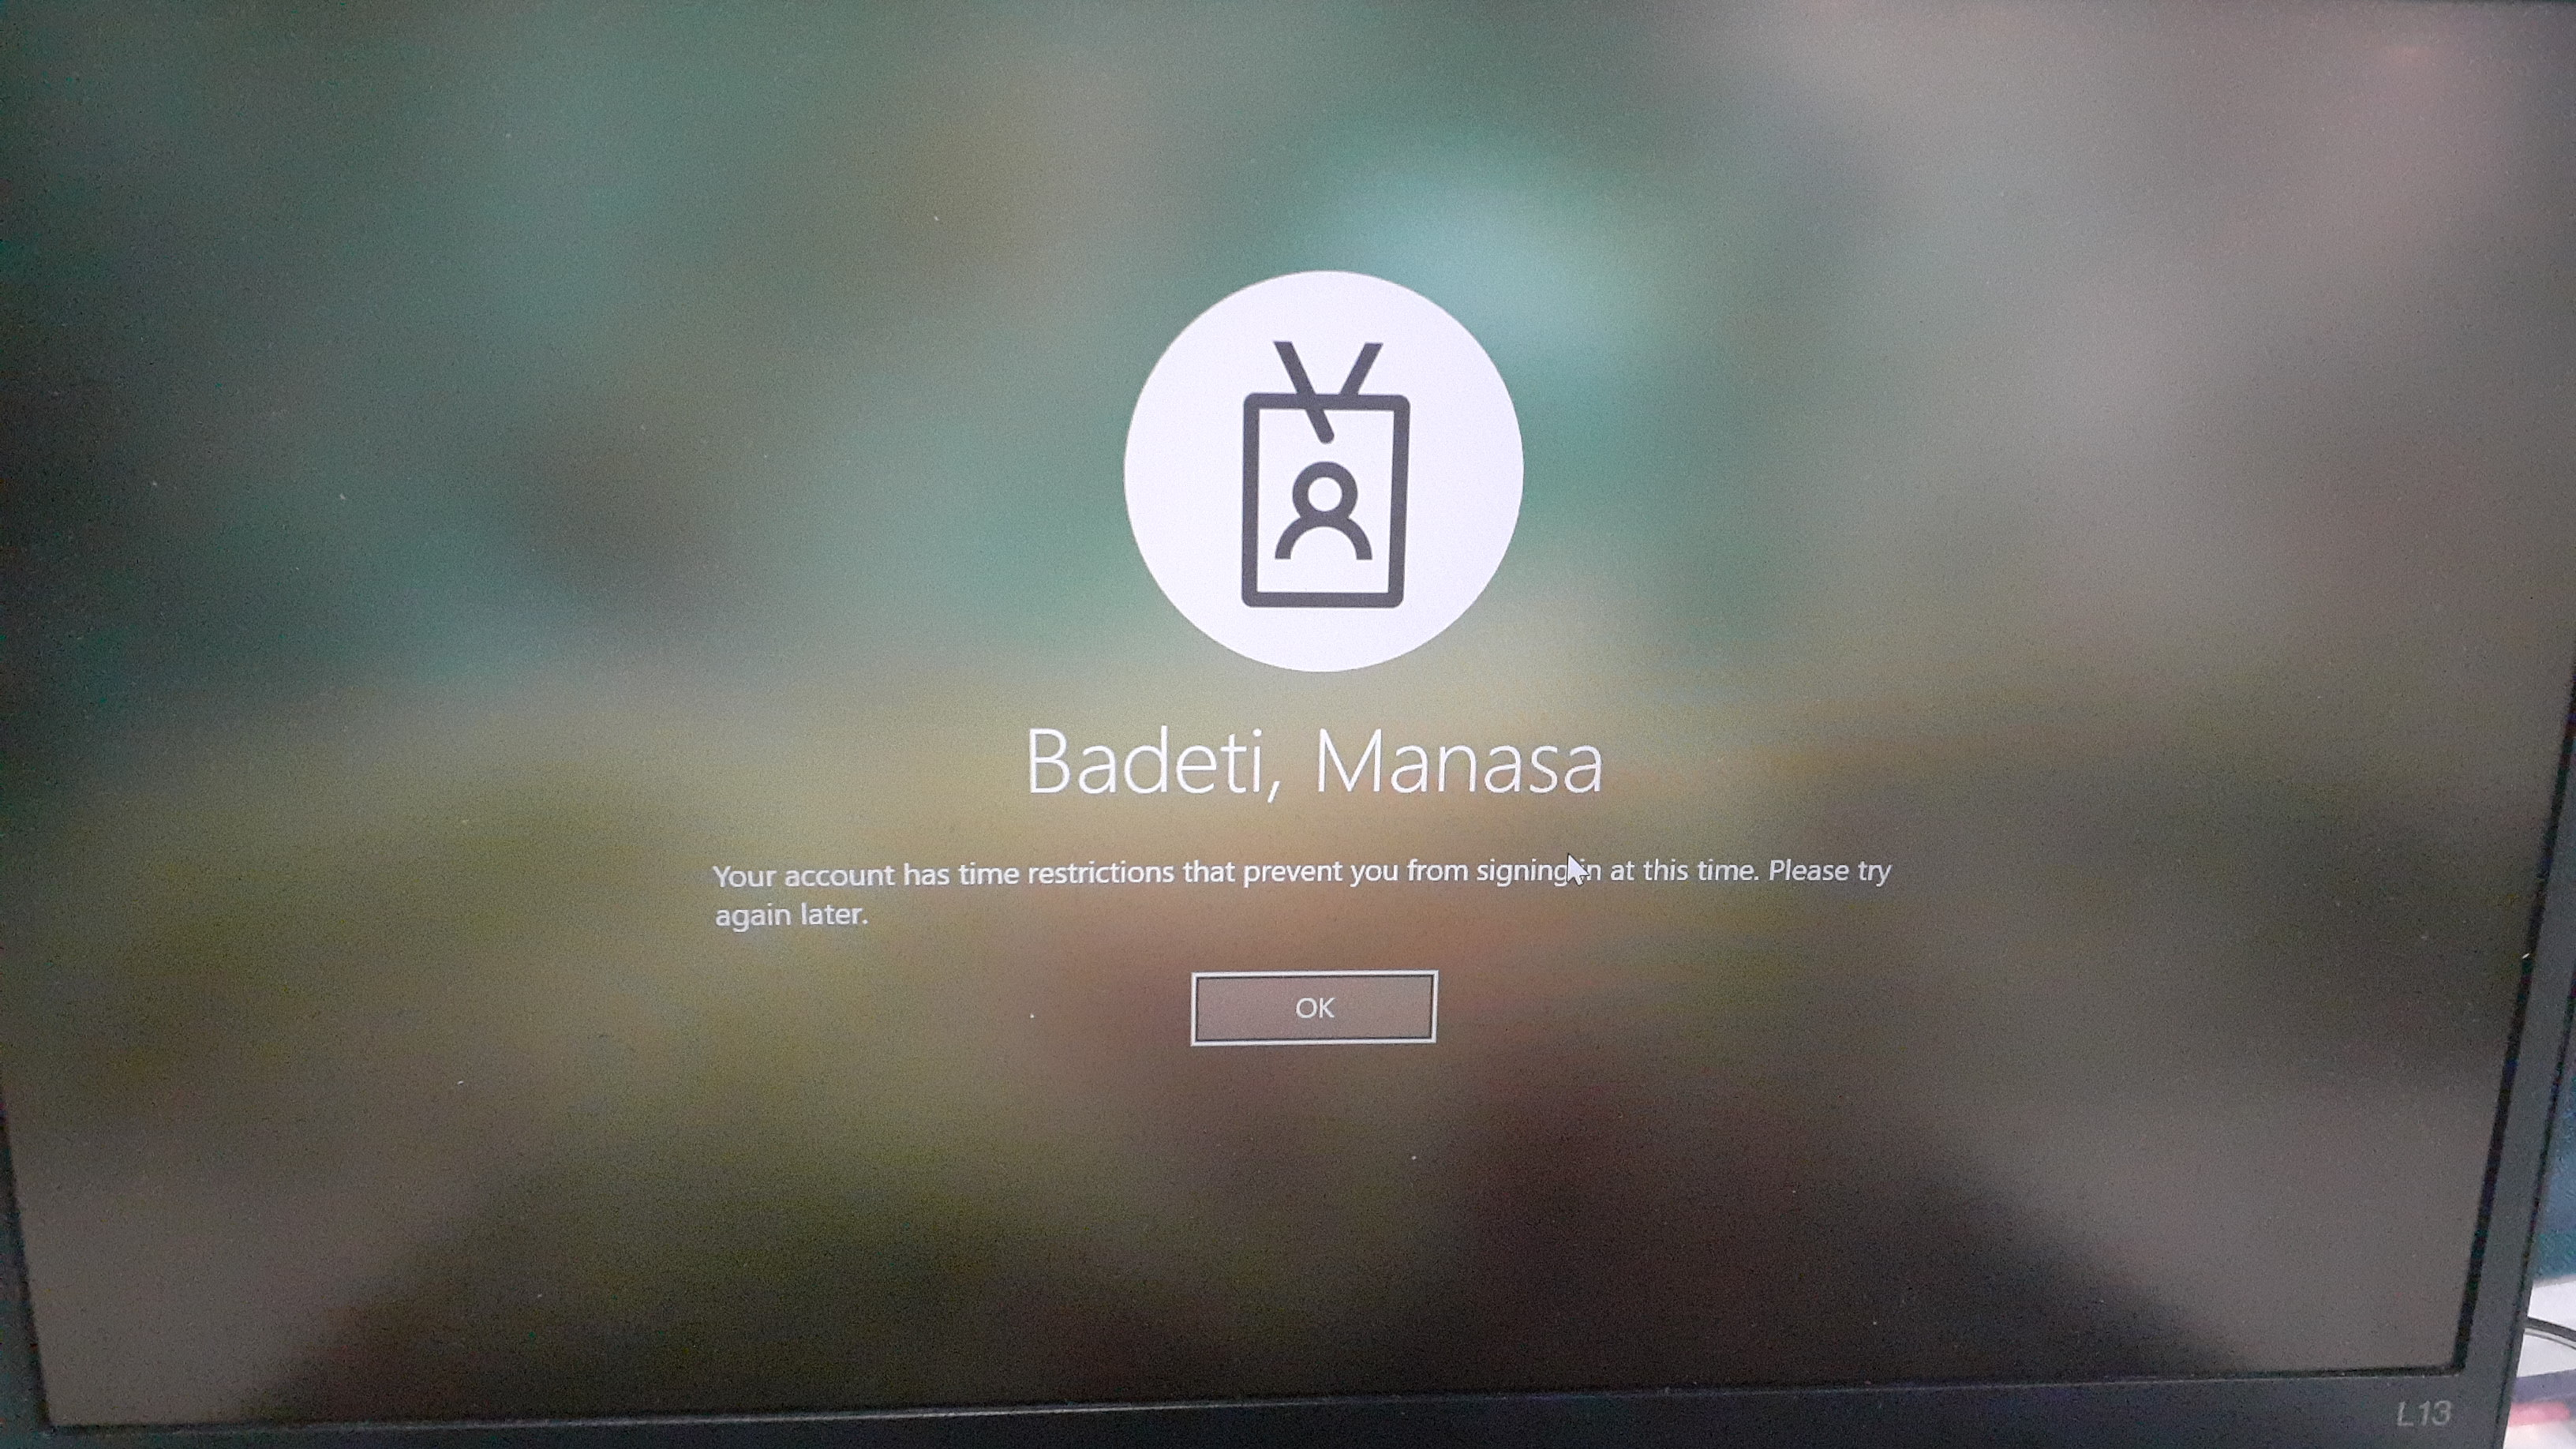 Badeti, Manasa
Your account has time restrictions that prevent you from signing in at this time. Please try
again later.
OK
L13